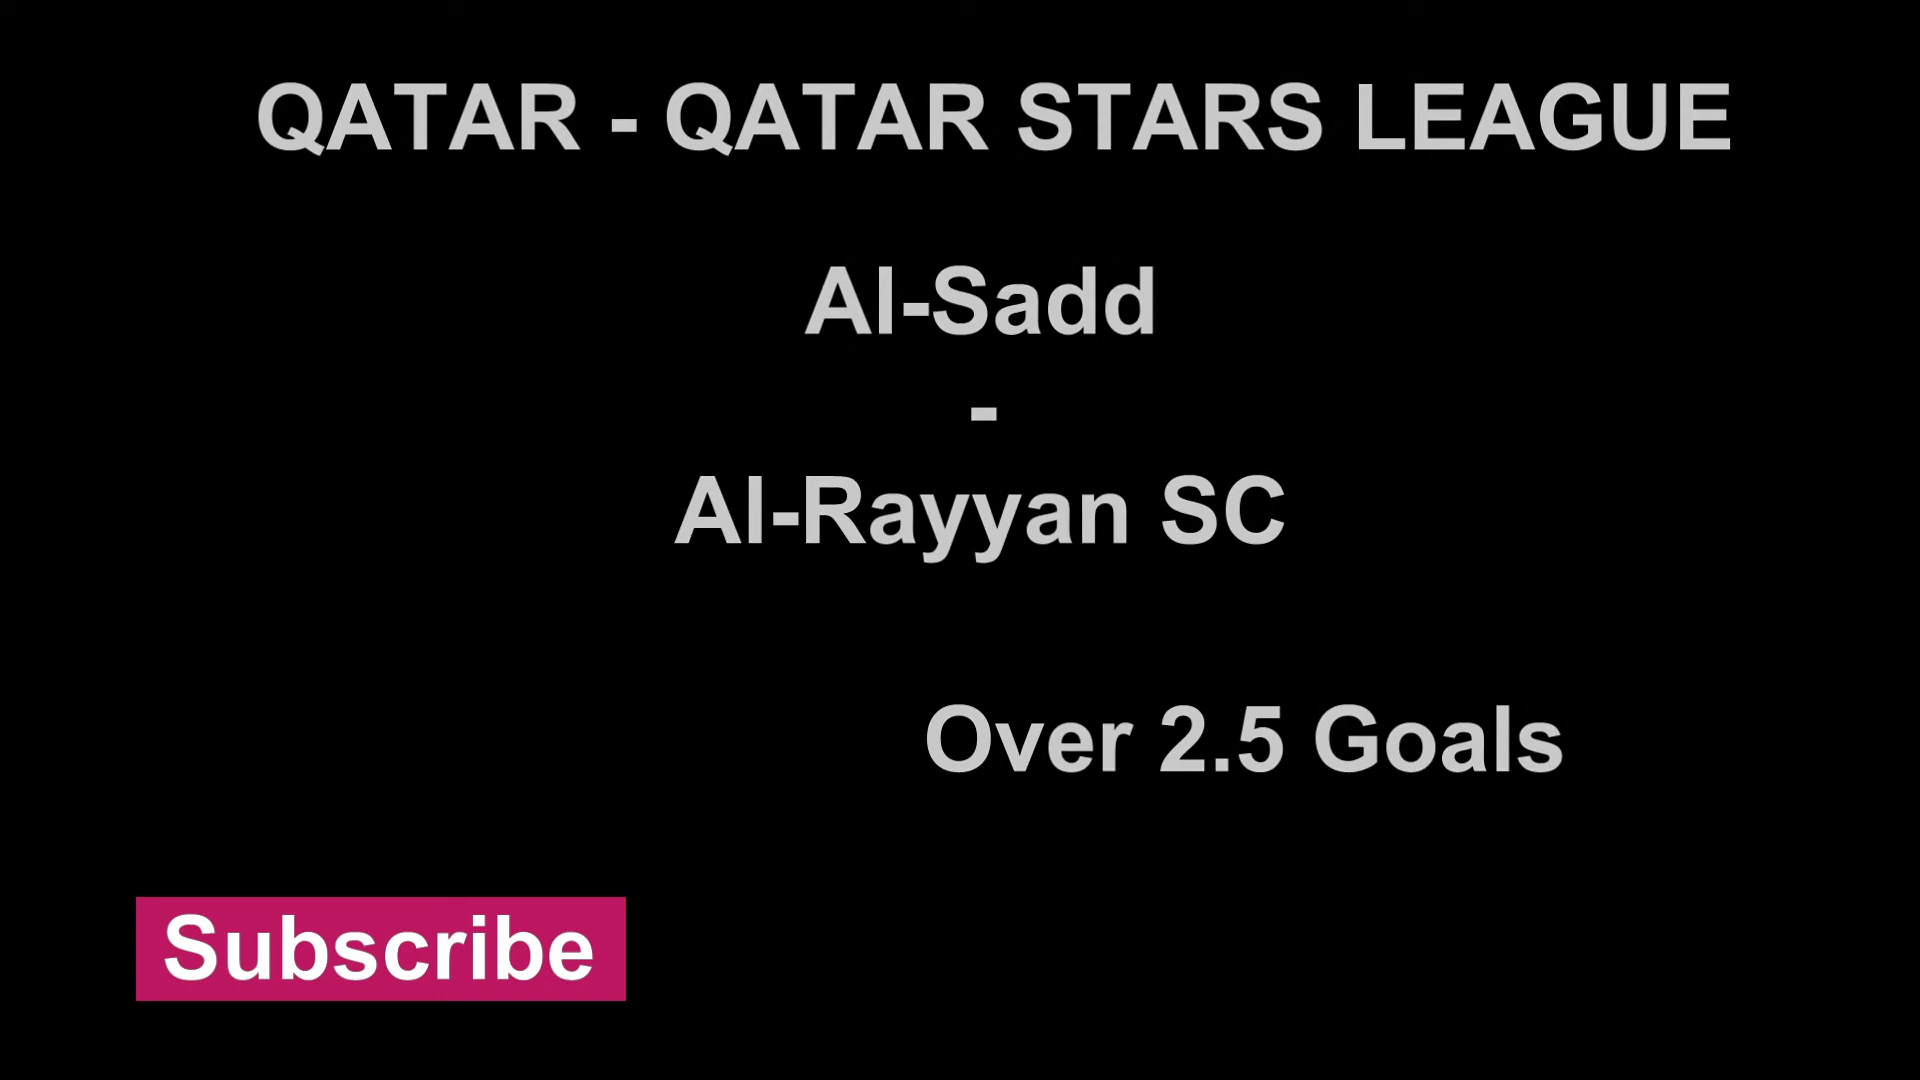 QATAR - QATAR STARS LEAGUE
Al-Sadd
-
Al-Rayyan SC
Over 2.5 Goals
Subscribe